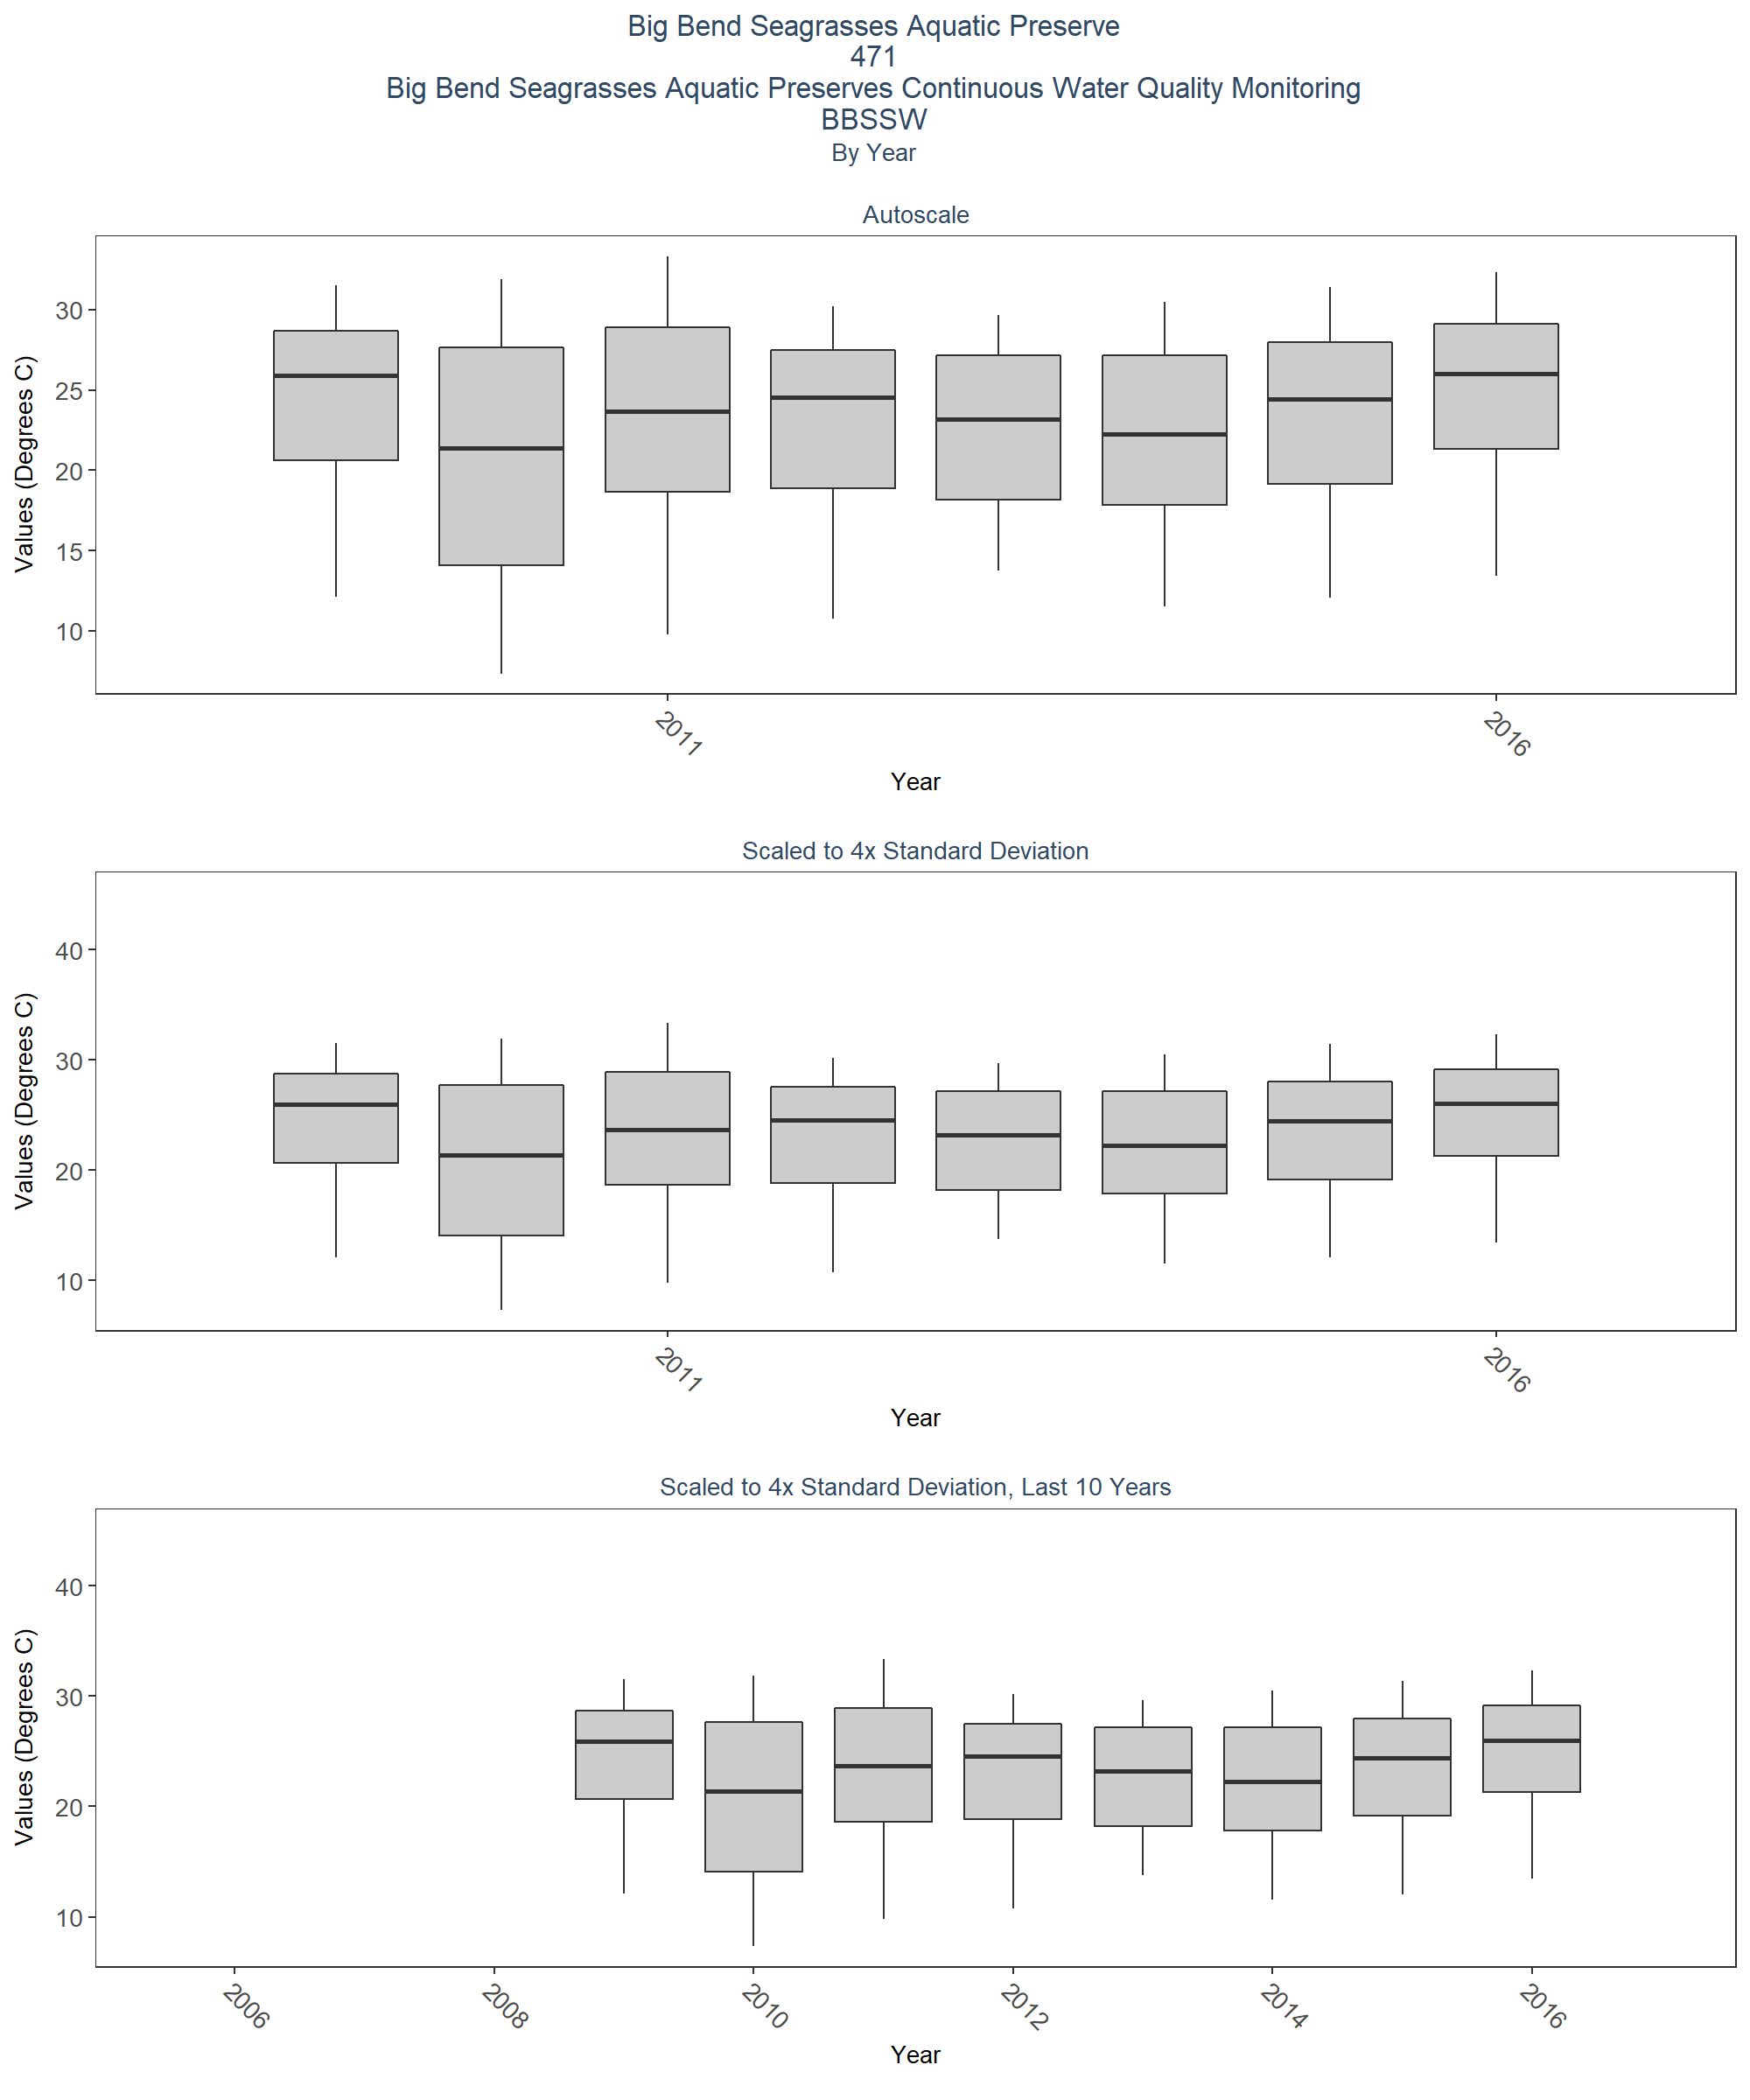 Big Bend Seagrasses Aquatic Preserve
471
Big Bend Seagrasses Aquatic Preserves Continuous Water Quality Monitoring
BBSSW
By Year
Autoscale
Values (Degrees C)
30
25
20
15
10
2011
2016
Year
Scaled to 4x Standard Deviation
Values (Degrees C)
40
30
20
10
2011
2016
Year
Scaled to 4x Standard Deviation, Last 10 Years
Values (Degrees C)
40
30
20
10
2006
2008
2010
2012
2014
2016
Year